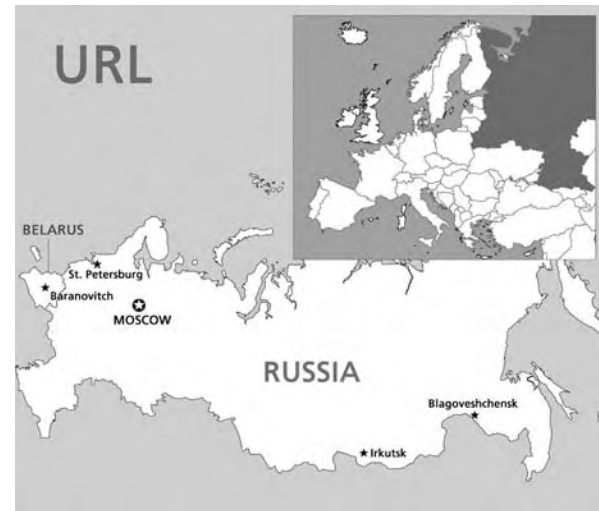 URL
BELARUS
St. Petersburg
Baranovitch
MOSCOW
RUSSIA
Blagoveshchensk
Irkutsk